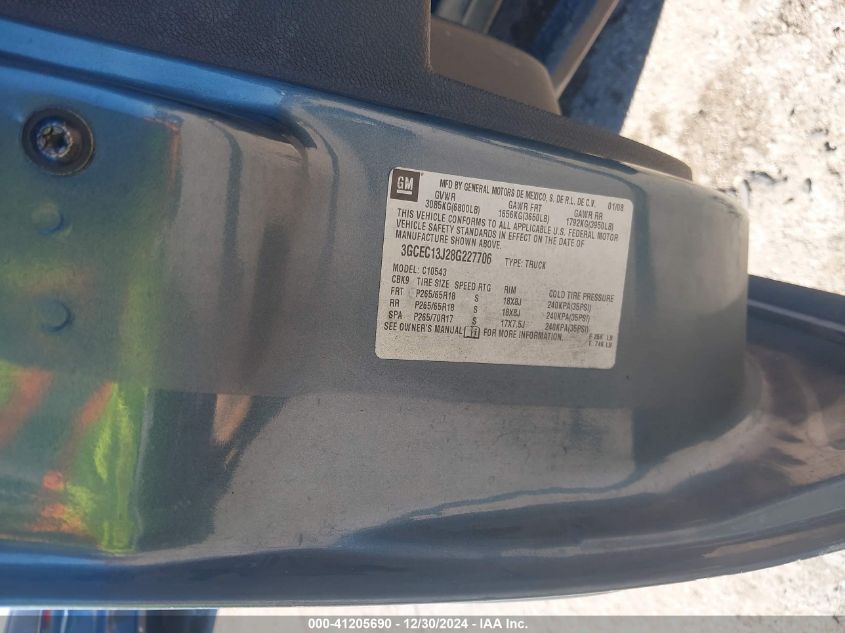 GM
MFD BY GENERAL MOTORS DE MEXICO, S. DE R.L. DE C.V. 01/08
GVWR GAWR FRT GAWR RR
3085KG(6800LB) 1656KG(3650LB) 1792KG(3950LB)
THIS VEHICLE CONFORMS TO ALL APPLICABLE U.S. FEDERAL MOTOR
VEHICLE SAFETY STANDARDS IN EFFECT ON THE DATE OF
MANUFACTURE SHOWN ABOVE.
3GCEC13J28G227706 TYPE: TRUCK
MODEL: C10543
CBK9 TIRE SIZE SPEED RTG RIM COLD TIRE PRESSURE
FRT P265/65R18 S 18X8J 240KPA(35PSI)
RR P265/65R18 S 18X8J 240KPA(35PSI)
SPA P265/70R17 S 17X7.5J 240KPA(35PSI)
SEE OWNER'S MANUAL FOR MORE INFORMATION.
000-41205690 - 12/30/2024 - IAA Inc.